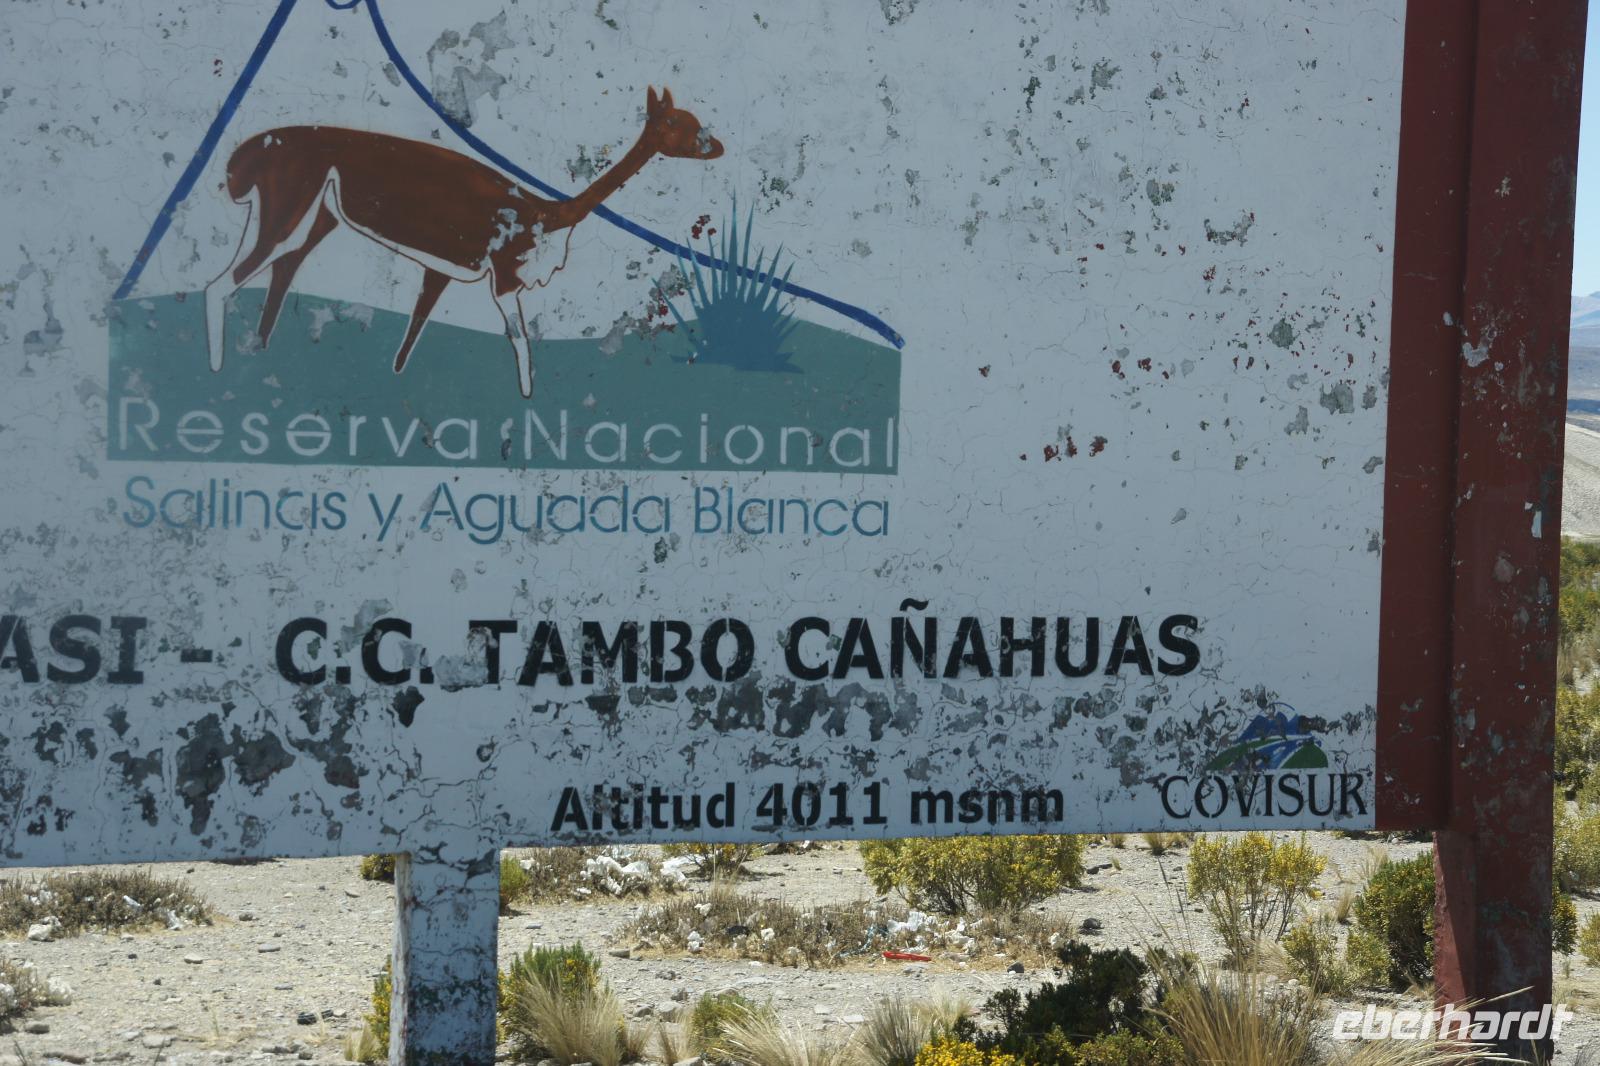 Reserva Nacional
Salinas y Aguada Blanca
ASI - C.C. TAMBO CAÑAHUAS
Altitud 4011 msnm
COVISUR
eberhardt